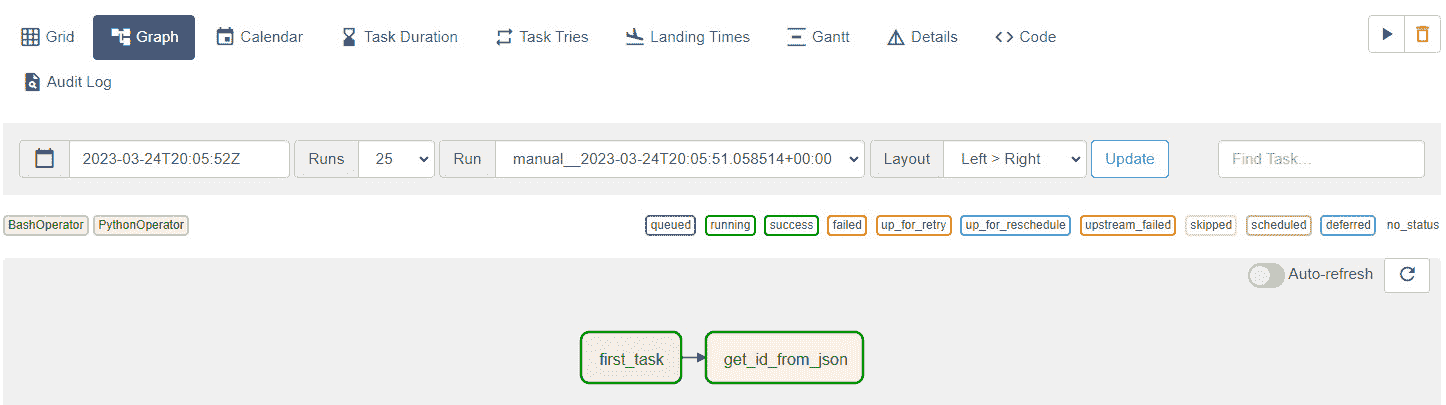 Grid Graph Calendar Task Duration Task Tries Landing Times Gantt Details Code
Audit Log
2023-03-24T20:05:52Z Runs 25 Run manual__2023-03-24T20:05:51.058514+00:00 Layout Left > Right Update Find Task...
BashOperator PythonOperator queued running success failed up_for_retry up_for_reschedule upstream_failed skipped scheduled deferred no_status
Auto-refresh
first_task get_id_from_json